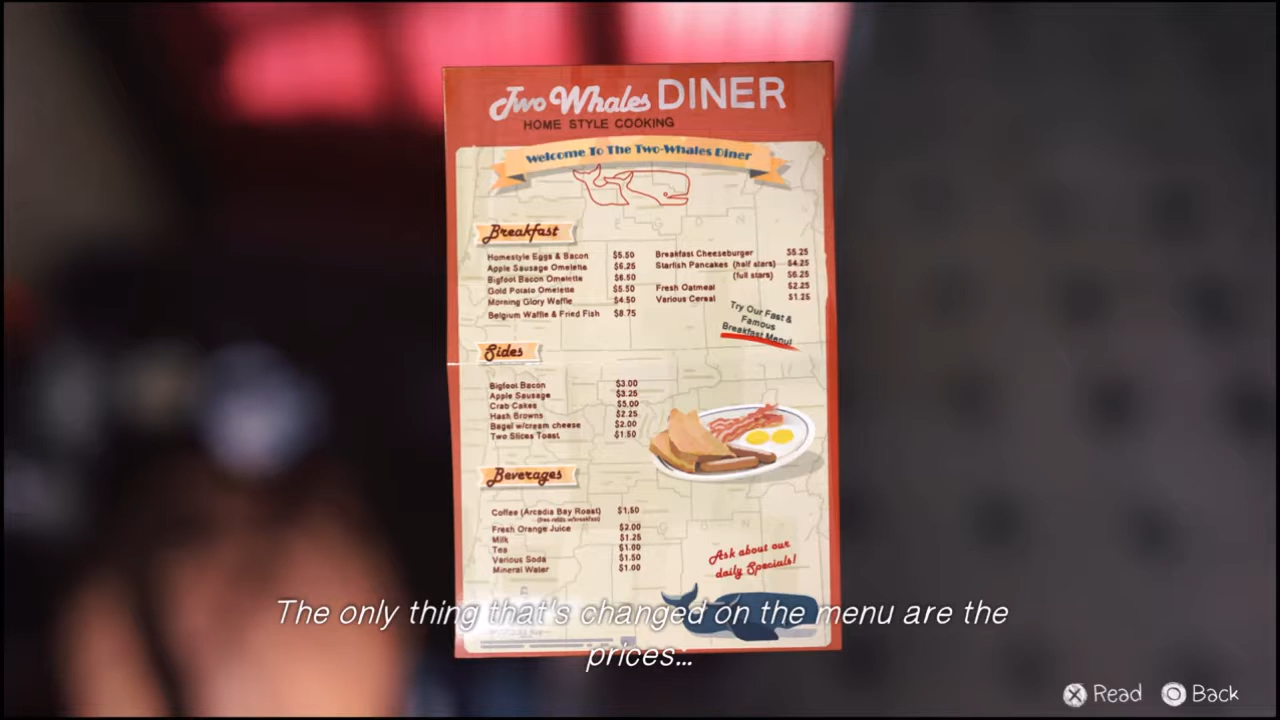 Two Whales DINER
HOME STYLE COOKING
Welcome To The Two-Whales Diner
E G O N
Breakfast
Homestyle Eggs & Bacon $5.50
Apple Sausage Omelette $6.25
Bigfoot Bacon Omelette $6.50
Gold Potato Omelette $5.50
Morning Glory Waffle $4.50
Belgium Waffle & Fried Fish $8.75
Breakfast Cheeseburger $5.25
Starfish Pancakes (half stars) $4.25
(full stars) $6.25
Fresh Oatmeal $2.25
Various Cereal $1.25
Try Our Fast &
Famous
Breakfast Menu!
Sides
Bigfoot Bacon $3.00
Apple Sausage $3.25
Crab Cakes $5.00
Hash Browns $2.25
Bagel w/cream cheese $2.00
Two Slices Toast $1.50
Beverages
Coffee (Arcadia Bay Roast) $1.50
(free refills w/breakfast)
Fresh Orange Juice $2.00
Milk $1.25
Tea $1.00
Various Soda $1.50
Mineral Water $1.00
Ask about our
daily Specials!
The only thing that's changed on the menu are the
prices...
Read Back